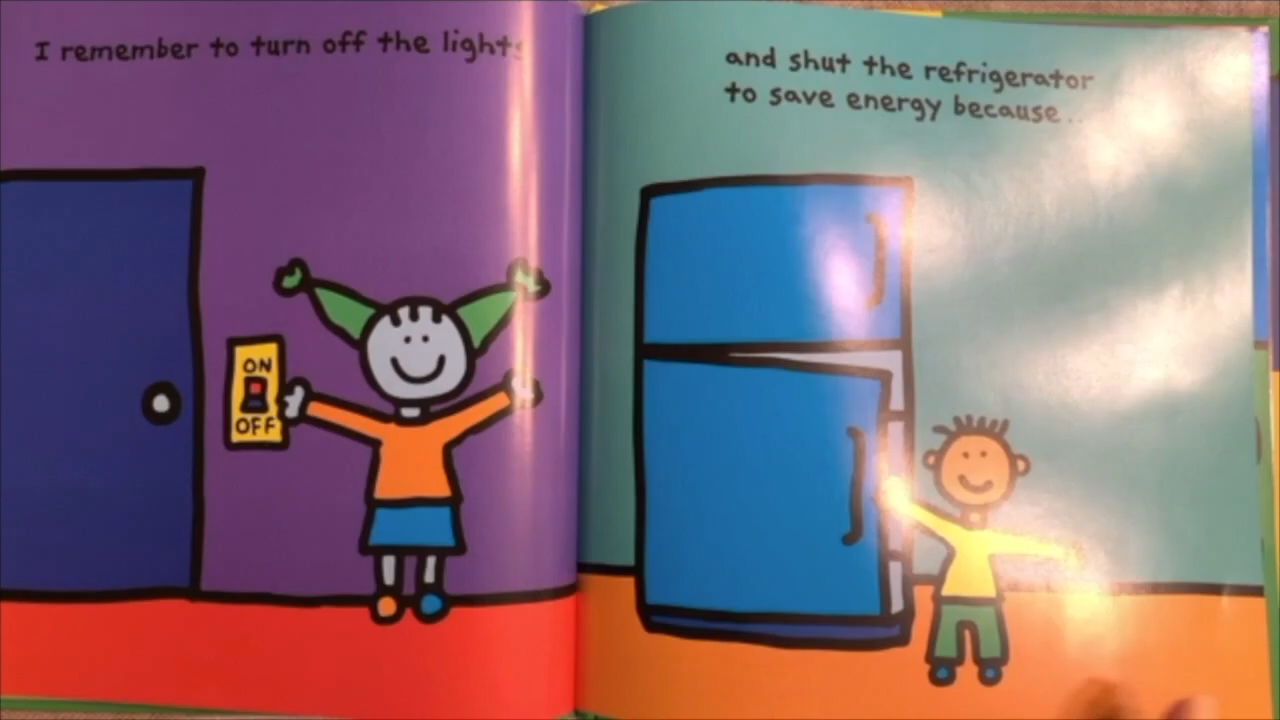 I remember to turn off the lights
ON
OFF
and shut the refrigerator
to save energy because...